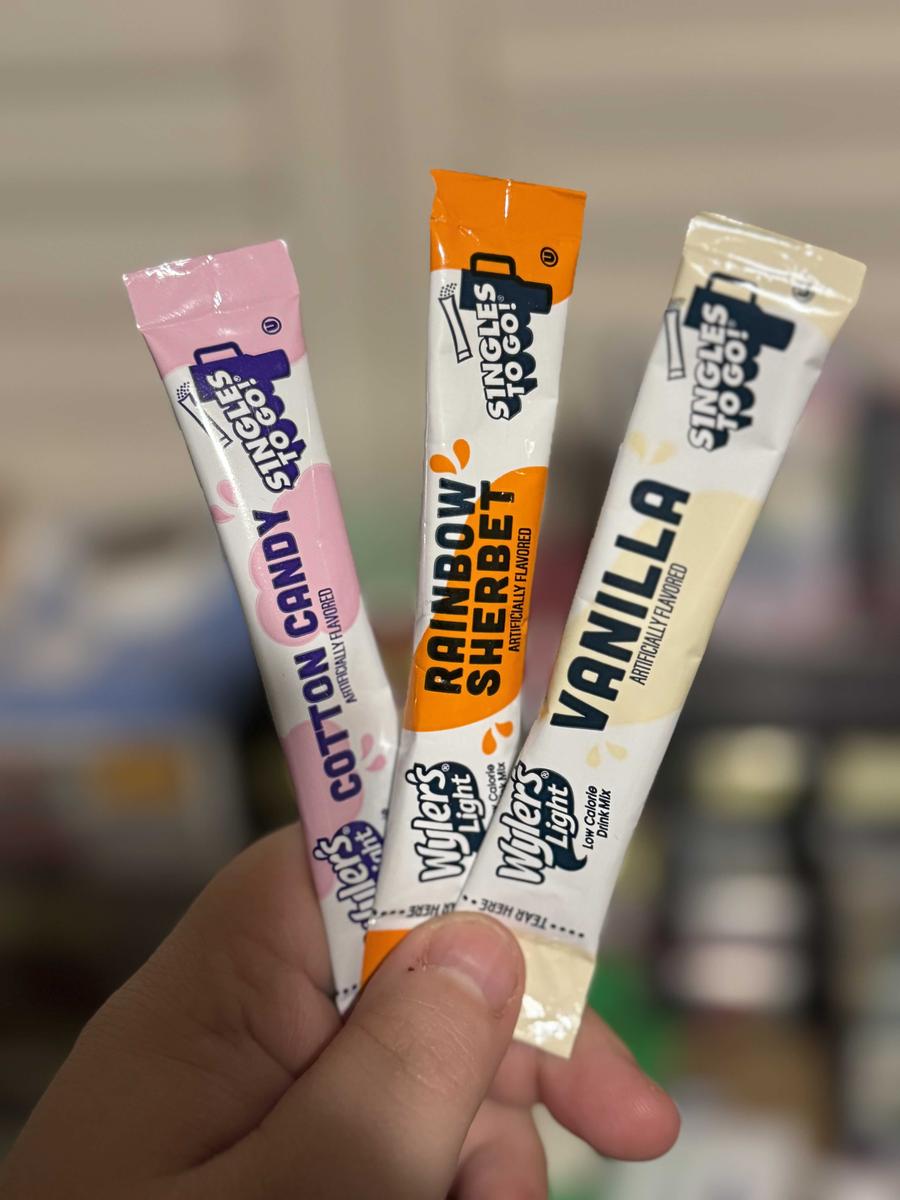 SINGLES
TO GO!
U
COTTON CANDY
ARTIFICIALLY FLAVORED
SINGLES
TO GO!
U
RAINBOW
SHERBET
ARTIFICIALLY FLAVORED
Wyler's®
Light
TEAR HERE
SINGLES
TO GO!
VANILLA
ARTIFICIALLY FLAVORED
Wyler's®
Light
Low Calorie
Drink Mix
TEAR HERE